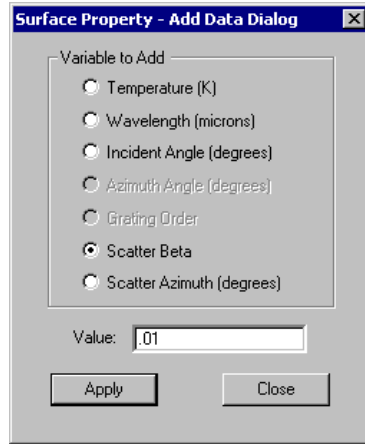 Surface Property - Add Data Dialog
Variable to Add
Temperature (K)
Wavelength (microns)
Incident Angle (degrees)
Azimuth Angle (degrees)
Grating Order
Scatter Beta
Scatter Azimuth (degrees)
Value: .01
Apply Close